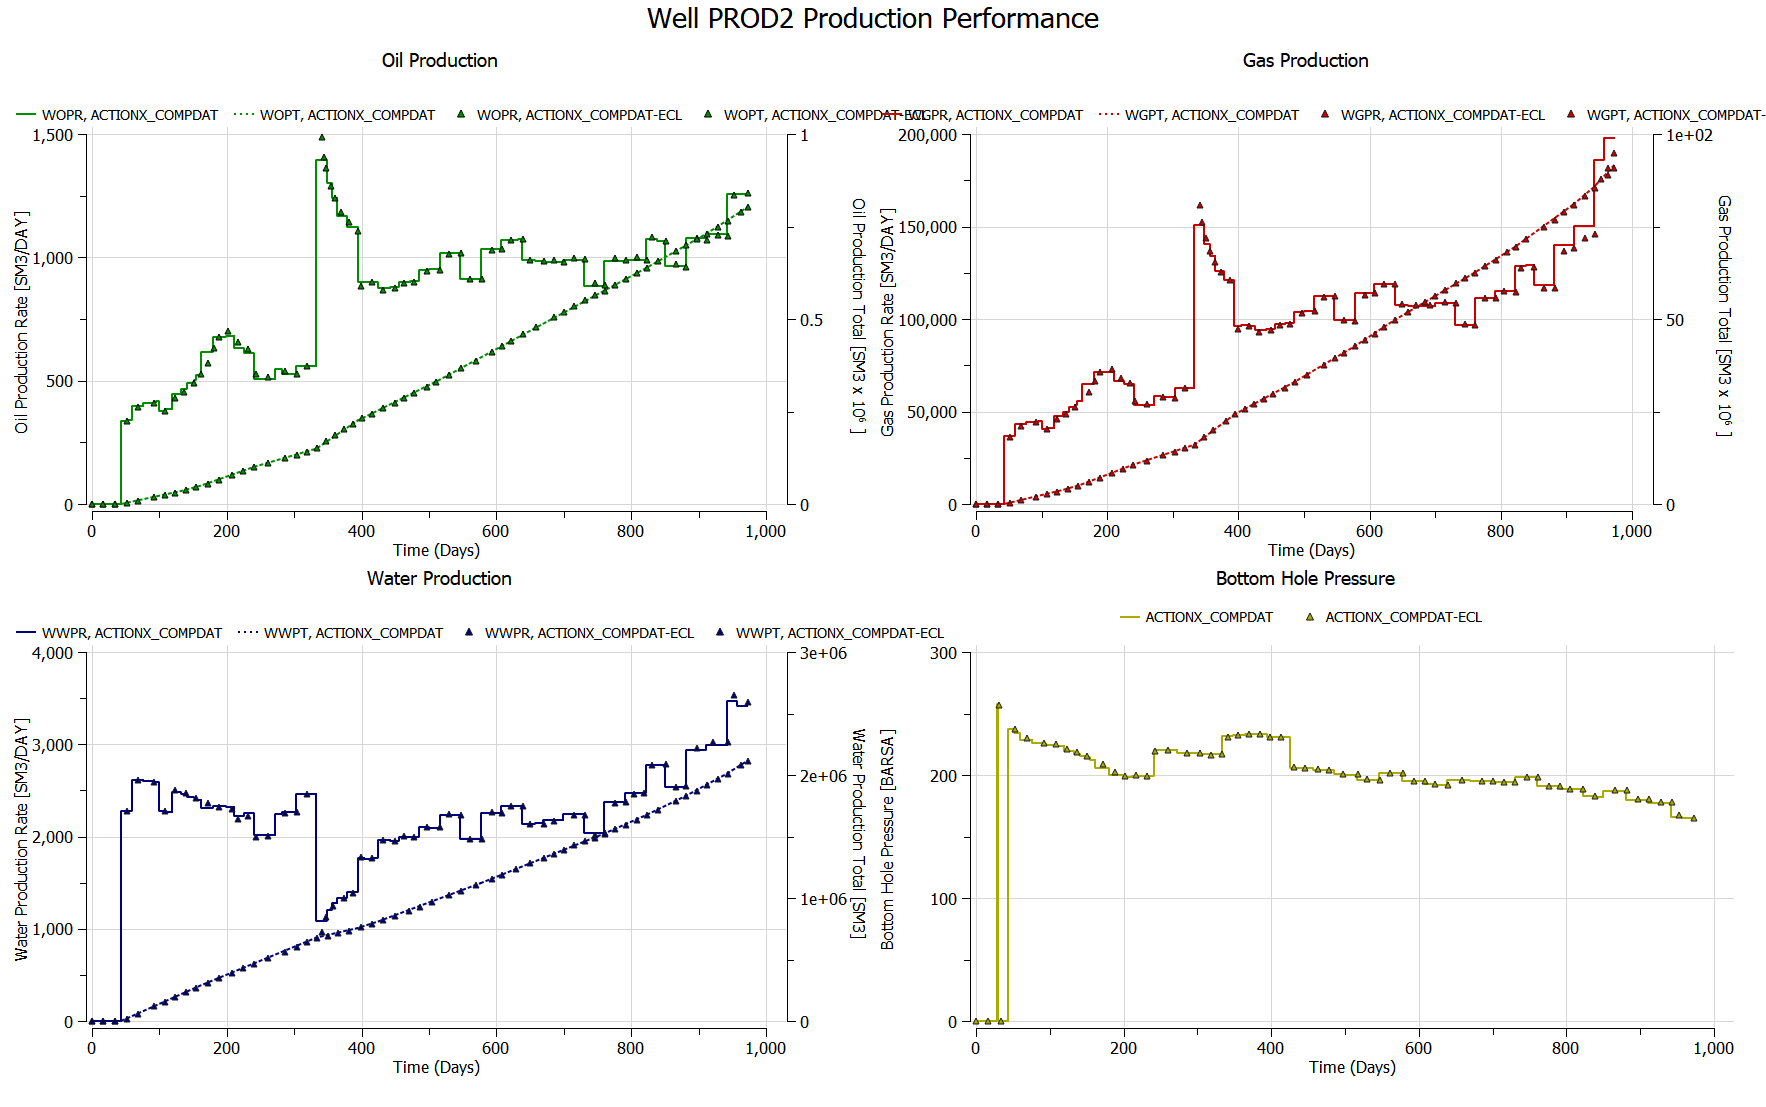 Well PROD2 Production Performance
Oil Production
WOPR, ACTIONX_COMPDAT WOPT, ACTIONX_COMPDAT WOPR, ACTIONX_COMPDAT-ECL WOPT, ACTIONX_COMPDAT-ECL
1,500
1,000
500
0
Oil Production Rate [SM3/DAY]
1
0.5
0
Oil Production Total [SM3 x 10⁶ ]
0 200 400 600 800 1,000
Time (Days)
Gas Production
WGPR, ACTIONX_COMPDAT WGPT, ACTIONX_COMPDAT WGPR, ACTIONX_COMPDAT-ECL WGPT, ACTIONX_COMPDAT-
200,000
150,000
100,000
50,000
0
Gas Production Rate [SM3/DAY]
1e+02
50
0
Gas Production Total [SM3 x 10⁶ ]
0 200 400 600 800 1,000
Time (Days)
Water Production
WWPR, ACTIONX_COMPDAT WWPT, ACTIONX_COMPDAT WWPR, ACTIONX_COMPDAT-ECL WWPT, ACTIONX_COMPDAT-ECL
4,000
3,000
2,000
1,000
0
Water Production Rate [SM3/DAY]
3e+06
2e+06
1e+06
0
Water Production Total [SM3]
0 200 400 600 800 1,000
Time (Days)
Bottom Hole Pressure
ACTIONX_COMPDAT ACTIONX_COMPDAT-ECL
300
200
100
0
Bottom Hole Pressure [BARSA]
0 200 400 600 800 1,000
Time (Days)